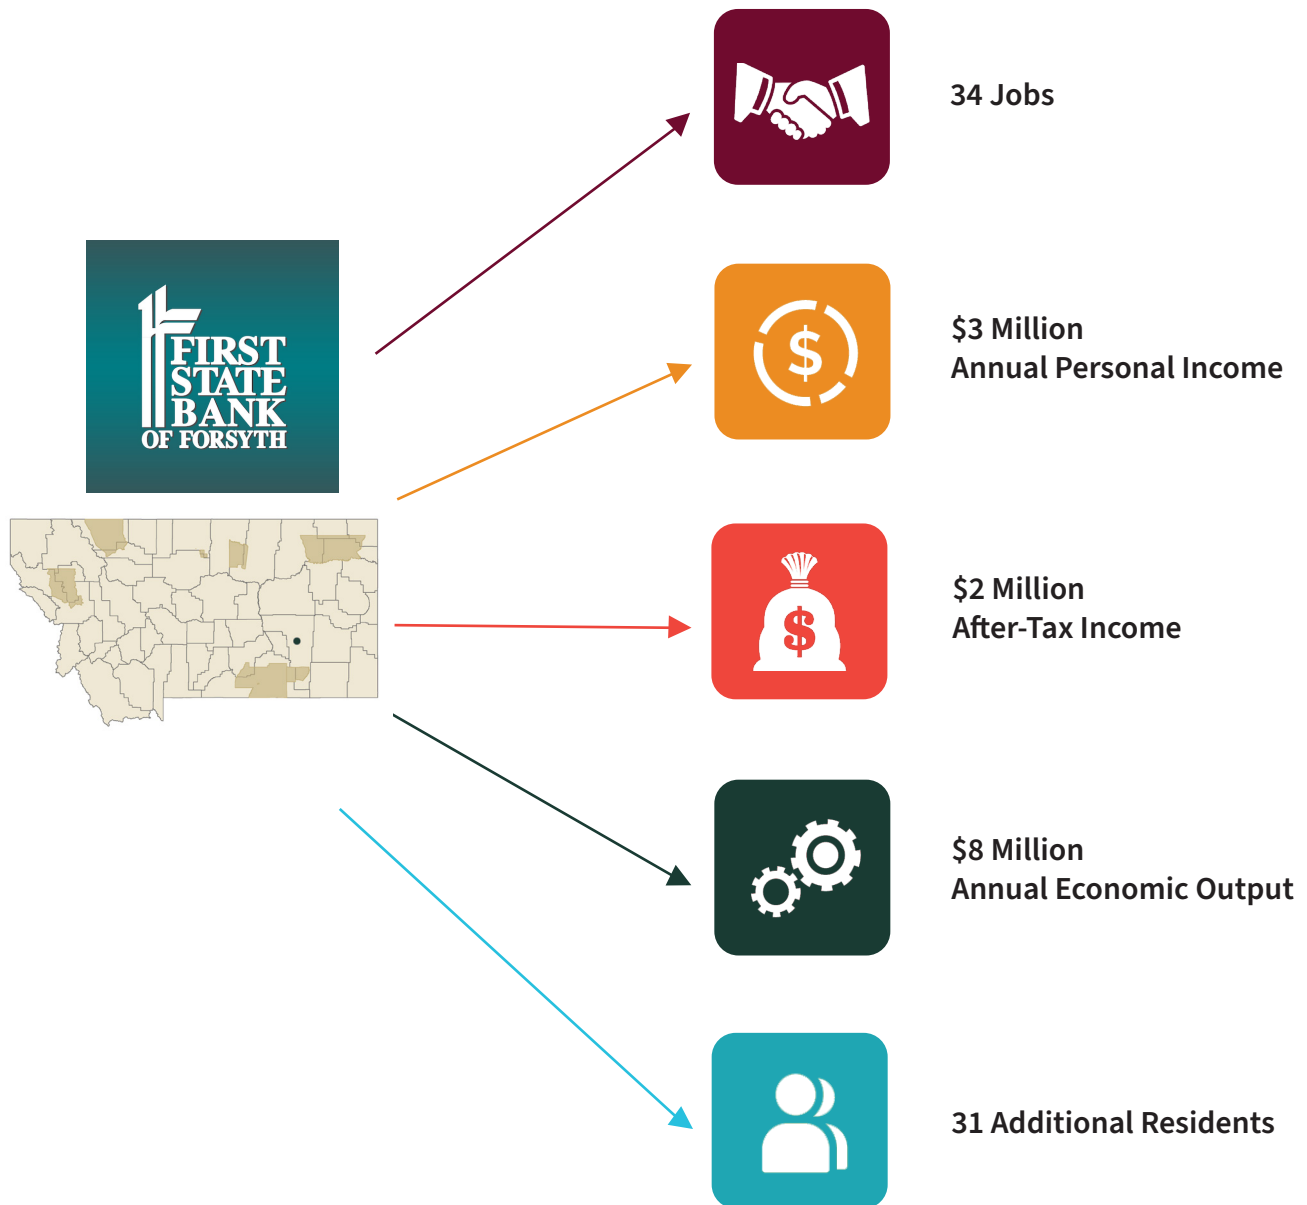 34 Jobs
FIRST
STATE
BANK
OF FORSYTH
$
$3 Million
Annual Personal Income
$
$2 Million
After-Tax Income
$8 Million
Annual Economic Output
31 Additional Residents